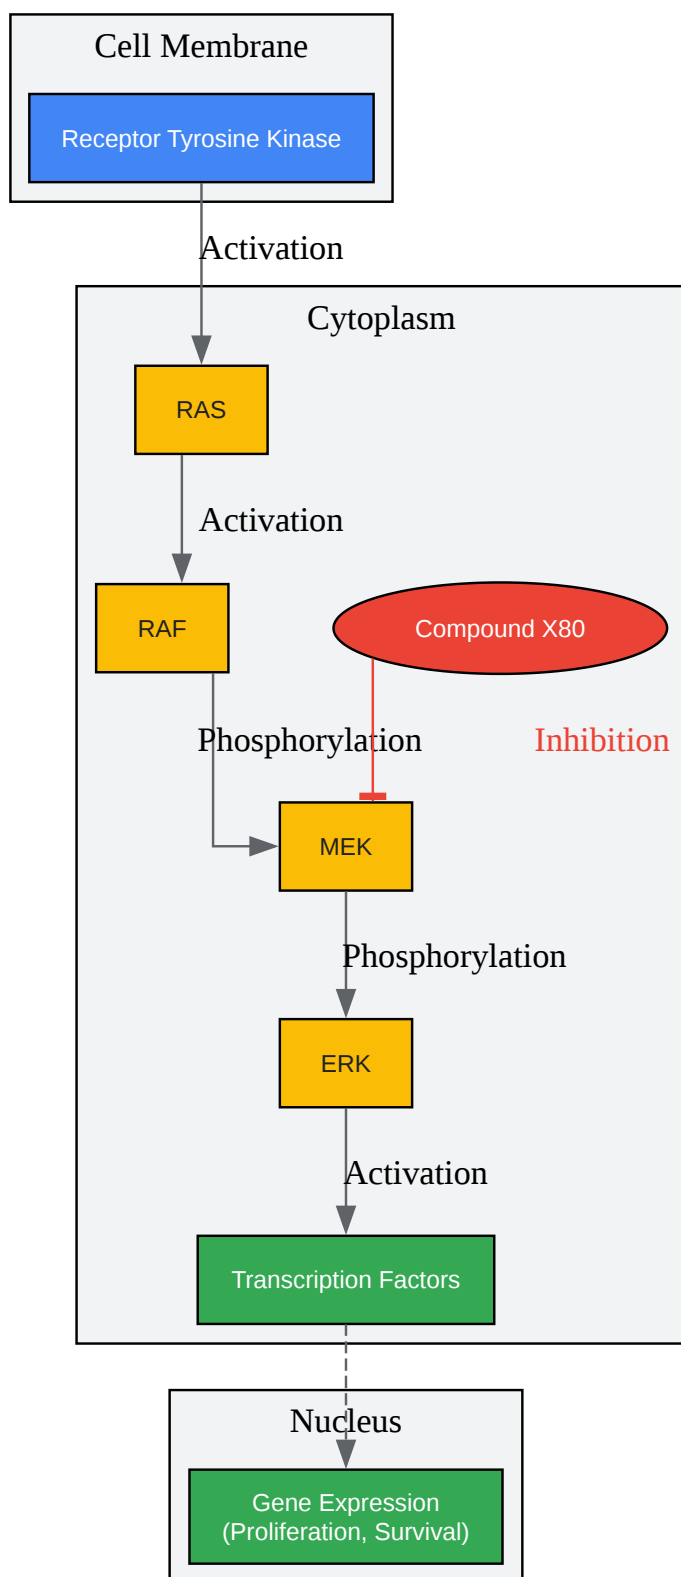 Cell Membrane
Receptor Tyrosine Kinase
Activation
Cytoplasm
RAS
Activation
RAF
Compound X80
Phosphorylation
Inhibition
MEK
Phosphorylation
ERK
Activation
Transcription Factors
Nucleus
Gene Expression
(Proliferation, Survival)